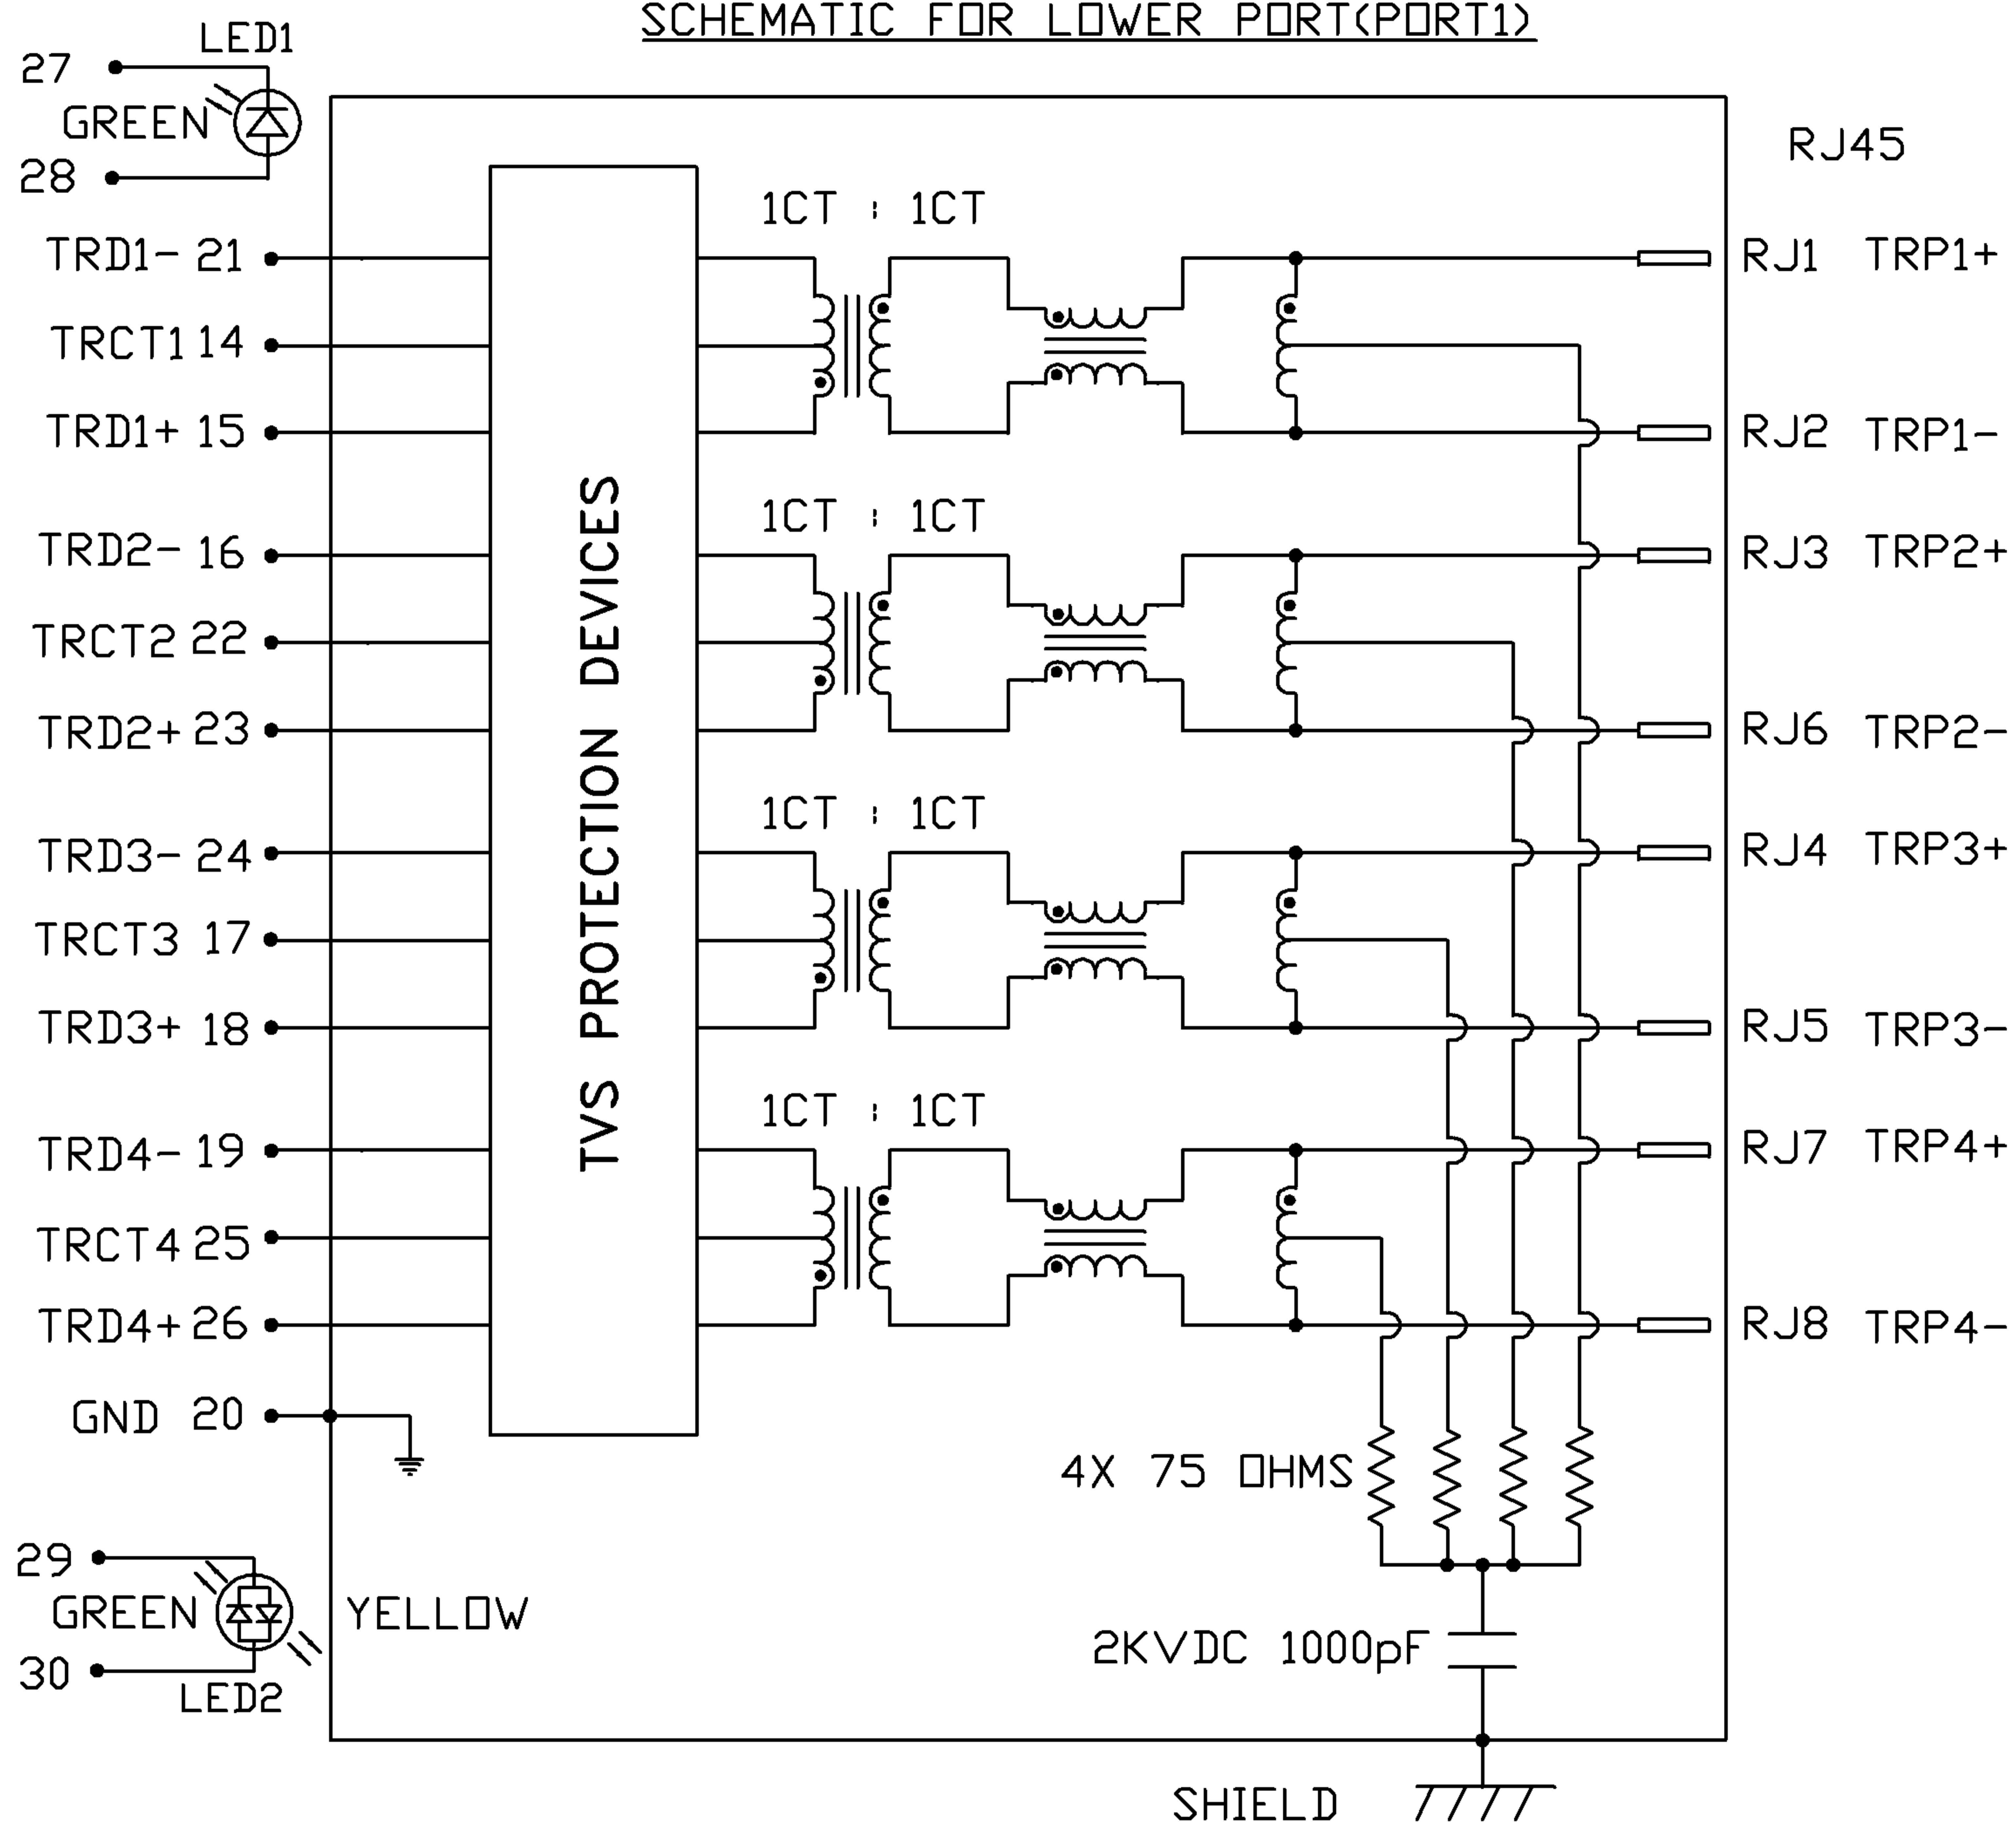 SCHEMATIC FOR LOWER PORT(PORT1)
LED1
27
GREEN
28
RJ45
1CT : 1CT
TRD1- 21
RJ1 TRP1+
TRCT1 14
TRD1+ 15
RJ2 TRP1-
1CT : 1CT
TRD2- 16
RJ3 TRP2+
TRCT2 22
TRD2+ 23
RJ6 TRP2-
TVS PROTECTION DEVICES
1CT : 1CT
TRD3- 24
RJ4 TRP3+
TRCT3 17
TRD3+ 18
RJ5 TRP3-
1CT : 1CT
TRD4- 19
RJ7 TRP4+
TRCT4 25
TRD4+ 26
RJ8 TRP4-
GND 20
4X 75 OHMS
29
GREEN
YELLOW
30
LED2
2KVDC 1000pF
SHIELD